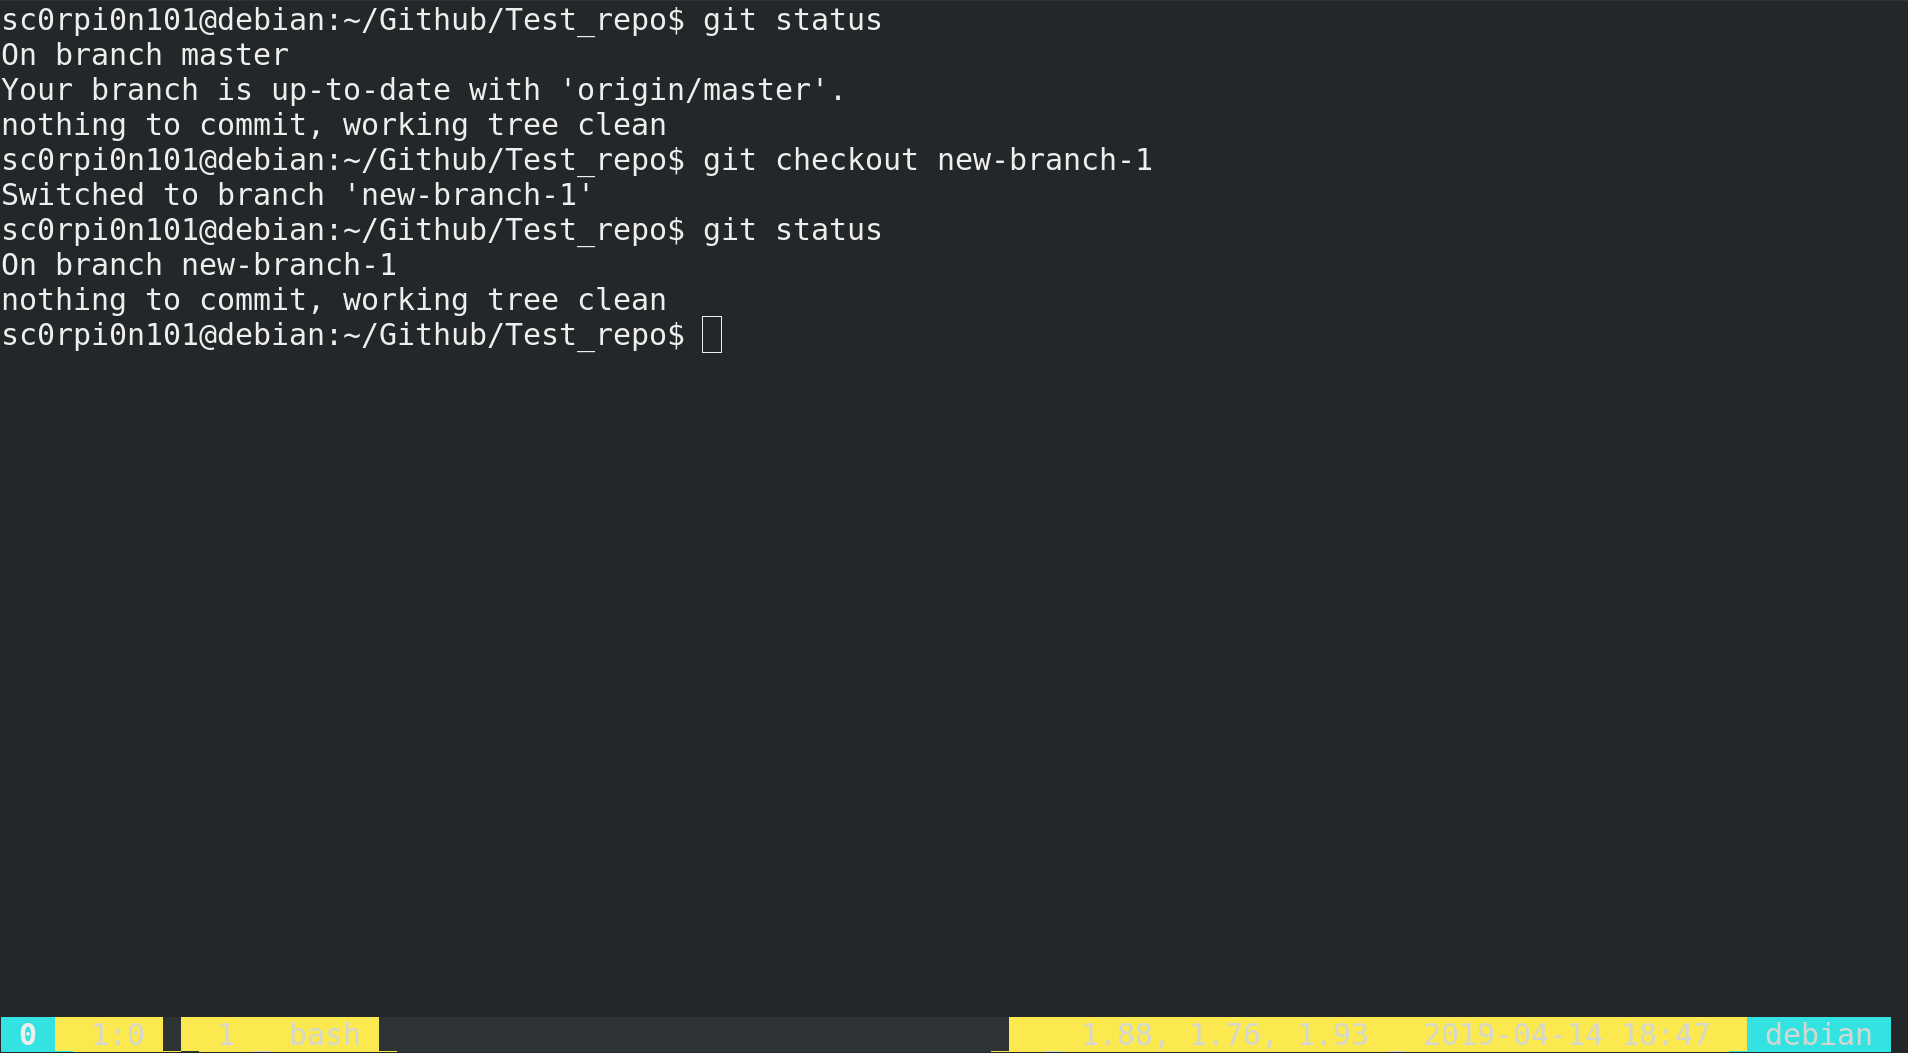 sc0rpi0n101@debian:~/Github/Test_repo$ git status
On branch master
Your branch is up-to-date with 'origin/master'.
nothing to commit, working tree clean
sc0rpi0n101@debian:~/Github/Test_repo$ git checkout new-branch-1
Switched to branch 'new-branch-1'
sc0rpi0n101@debian:~/Github/Test_repo$ git status
On branch new-branch-1
nothing to commit, working tree clean
sc0rpi0n101@debian:~/Github/Test_repo$
0 1:0 1 bash 1.88, 1.76, 1.93 2019-04-14 18:47 debian